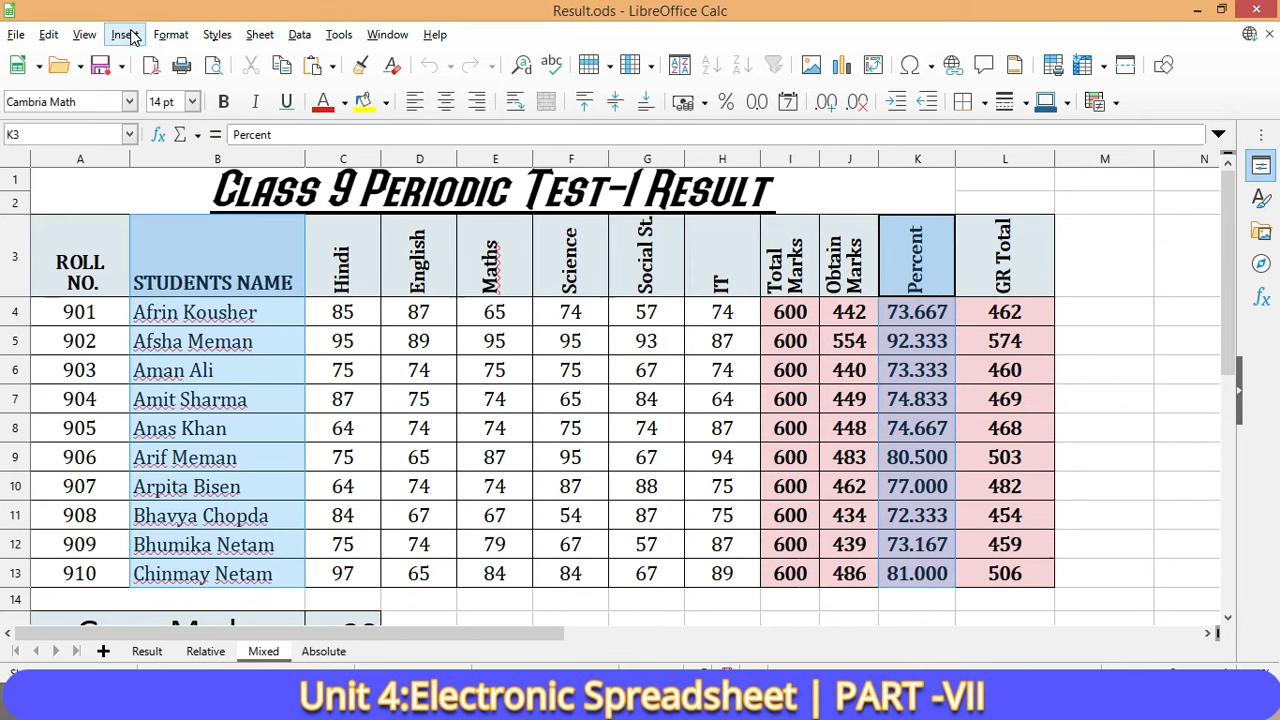 Result.ods - LibreOffice Calc
File Edit View Insert Format Styles Sheet Data Tools Window Help
Cambria Math 14 pt
K3 Percent
A B C D E F G H I J K L M N
1 Class 9 Periodic Test-1 Result
2
3 ROLL NO. STUDENTS NAME Hindi English Maths Science Social St. IT Total Marks Obtain Marks Percent GR Total
4 901 Afrin Kousher 85 87 65 74 57 74 600 442 73.667 462
5 902 Afsha Meman 95 89 95 95 93 87 600 554 92.333 574
6 903 Aman Ali 75 74 75 75 67 74 600 440 73.333 460
7 904 Amit Sharma 87 75 74 65 84 64 600 449 74.833 469
8 905 Anas Khan 64 74 74 75 74 87 600 448 74.667 468
9 906 Arif Meman 75 65 87 95 67 94 600 483 80.500 503
10 907 Arpita Bisen 64 74 74 87 88 75 600 462 77.000 482
11 908 Bhavya Chopda 84 67 67 54 87 75 600 434 72.333 454
12 909 Bhumika Netam 75 74 79 67 57 87 600 439 73.167 459
13 910 Chinmay Netam 97 65 84 84 67 89 600 486 81.000 506
14
Result Relative Mixed Absolute
Unit 4:Electronic Spreadsheet | PART -VII